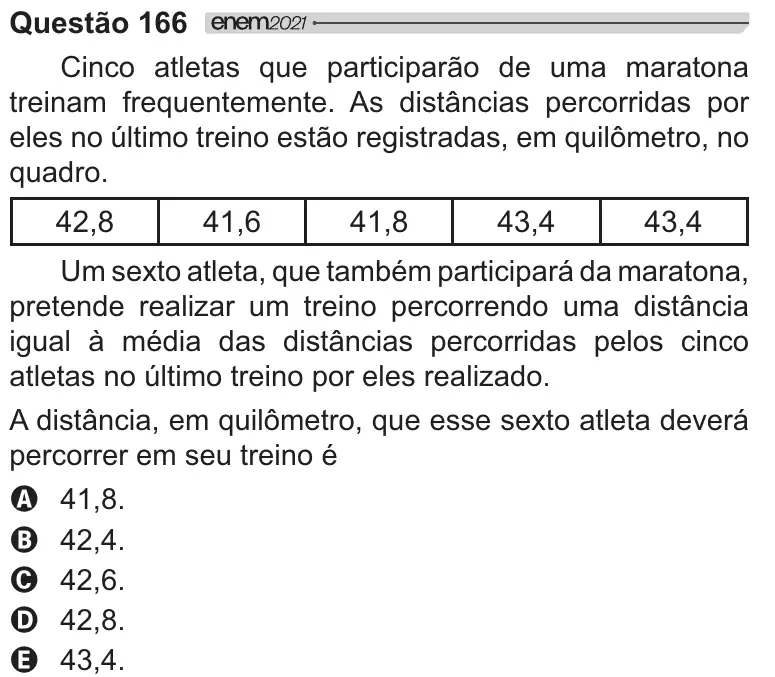 Questão 166 enem2021
Cinco atletas que participarão de uma maratona
treinam frequentemente. As distâncias percorridas por
eles no último treino estão registradas, em quilômetro, no
quadro.
42,8 41,6 41,8 43,4 43,4
Um sexto atleta, que também participará da maratona,
pretende realizar um treino percorrendo uma distância
igual à média das distâncias percorridas pelos cinco
atletas no último treino por eles realizado.
A distância, em quilômetro, que esse sexto atleta deverá
percorrer em seu treino é
A 41,8.
B 42,4.
C 42,6.
D 42,8.
E 43,4.